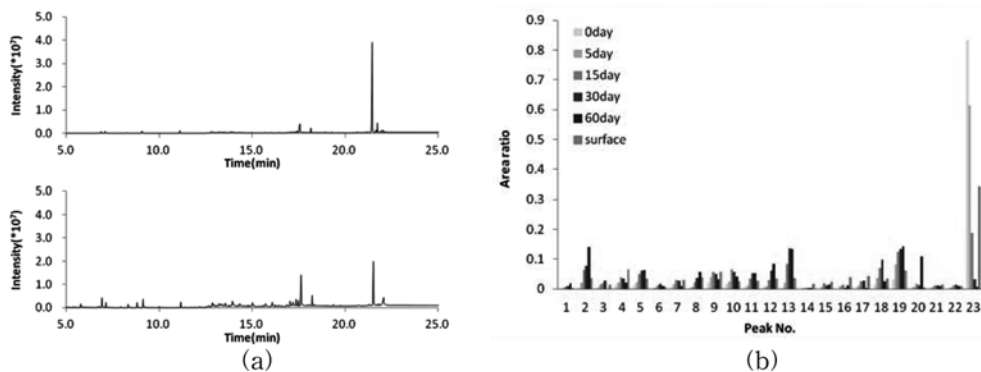 5.0
4.0
3.0
2.0
1.0
0.0
Intensity(*10⁷)
5.0 10.0 15.0 20.0 25.0
Time(min)
5.0
4.0
3.0
2.0
1.0
0.0
Intensity(*10⁷)
5.0 10.0 15.0 20.0 25.0
Time(min)
(a)
0.9
0.8
0.7
0.6
0.5
0.4
0.3
0.2
0.1
0
Area ratio
0day
5day
15day
30day
60day
surface
1 2 3 4 5 6 7 8 9 10 11 12 13 14 15 16 17 18 19 20 21 22 23
Peak No.
(b)